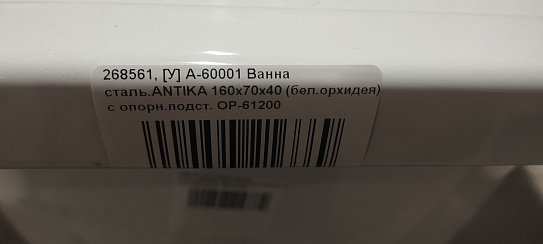 268561, [У] A-60001 Ванна
сталь.ANTIKA 160х70х40 (бел.орхидея)
с опорн.подст. ОР-61200